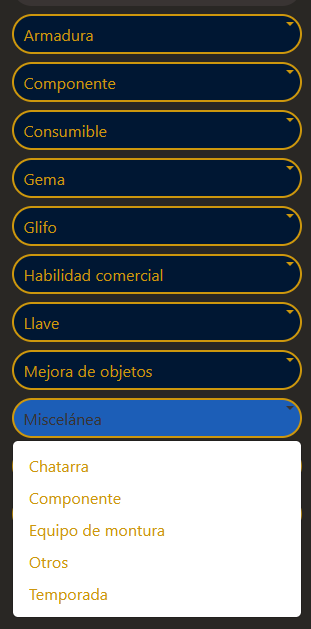 Armadura
Componente
Consumible
Gema
Glifo
Habilidad comercial
Llave
Mejora de objetos
Miscelánea
Chatarra
Componente
Equipo de montura
Otros
Temporada